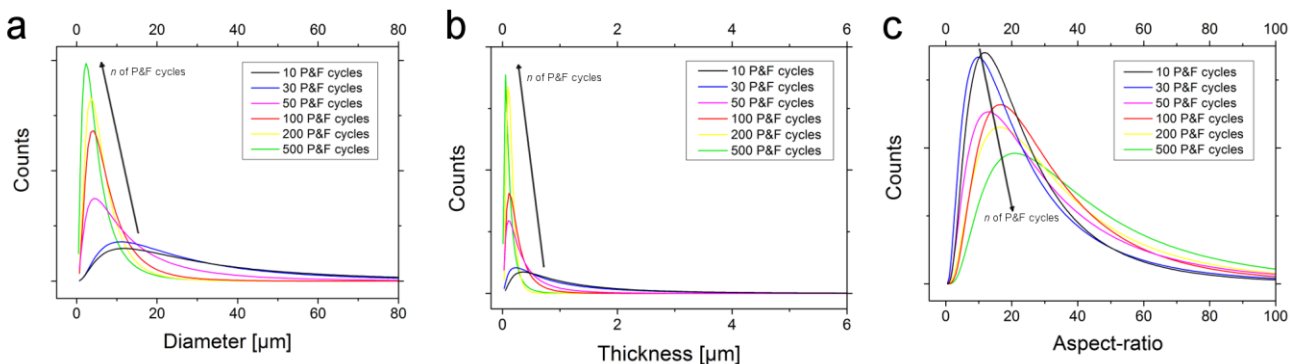 a
0 20 40 60 80
n of P&F cycles
10 P&F cycles
30 P&F cycles
50 P&F cycles
100 P&F cycles
200 P&F cycles
500 P&F cycles
Counts
0 20 40 60 80
Diameter [µm]
b
0 2 4 6
n of P&F cycles
10 P&F cycles
30 P&F cycles
50 P&F cycles
100 P&F cycles
200 P&F cycles
500 P&F cycles
Counts
0 2 4 6
Thickness [µm]
c
0 20 40 60 80 100
10 P&F cycles
30 P&F cycles
50 P&F cycles
100 P&F cycles
200 P&F cycles
500 P&F cycles
n of P&F cycles
Counts
0 20 40 60 80 100
Aspect-ratio